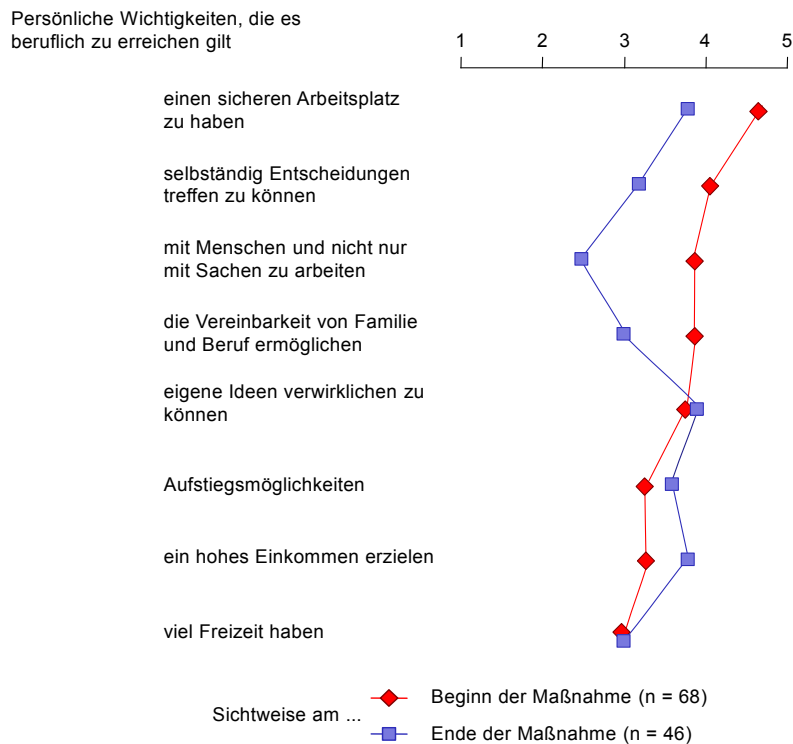 Persönliche Wichtigkeiten, die es
beruflich zu erreichen gilt
1 2 3 4 5
einen sicheren Arbeitsplatz
zu haben
selbständig Entscheidungen
treffen zu können
mit Menschen und nicht nur
mit Sachen zu arbeiten
die Vereinbarkeit von Familie
und Beruf ermöglichen
eigene Ideen verwirklichen zu
können
Aufstiegsmöglichkeiten
ein hohes Einkommen erzielen
viel Freizeit haben
Sichtweise am ...
Beginn der Maßnahme (n = 68)
Ende der Maßnahme (n = 46)